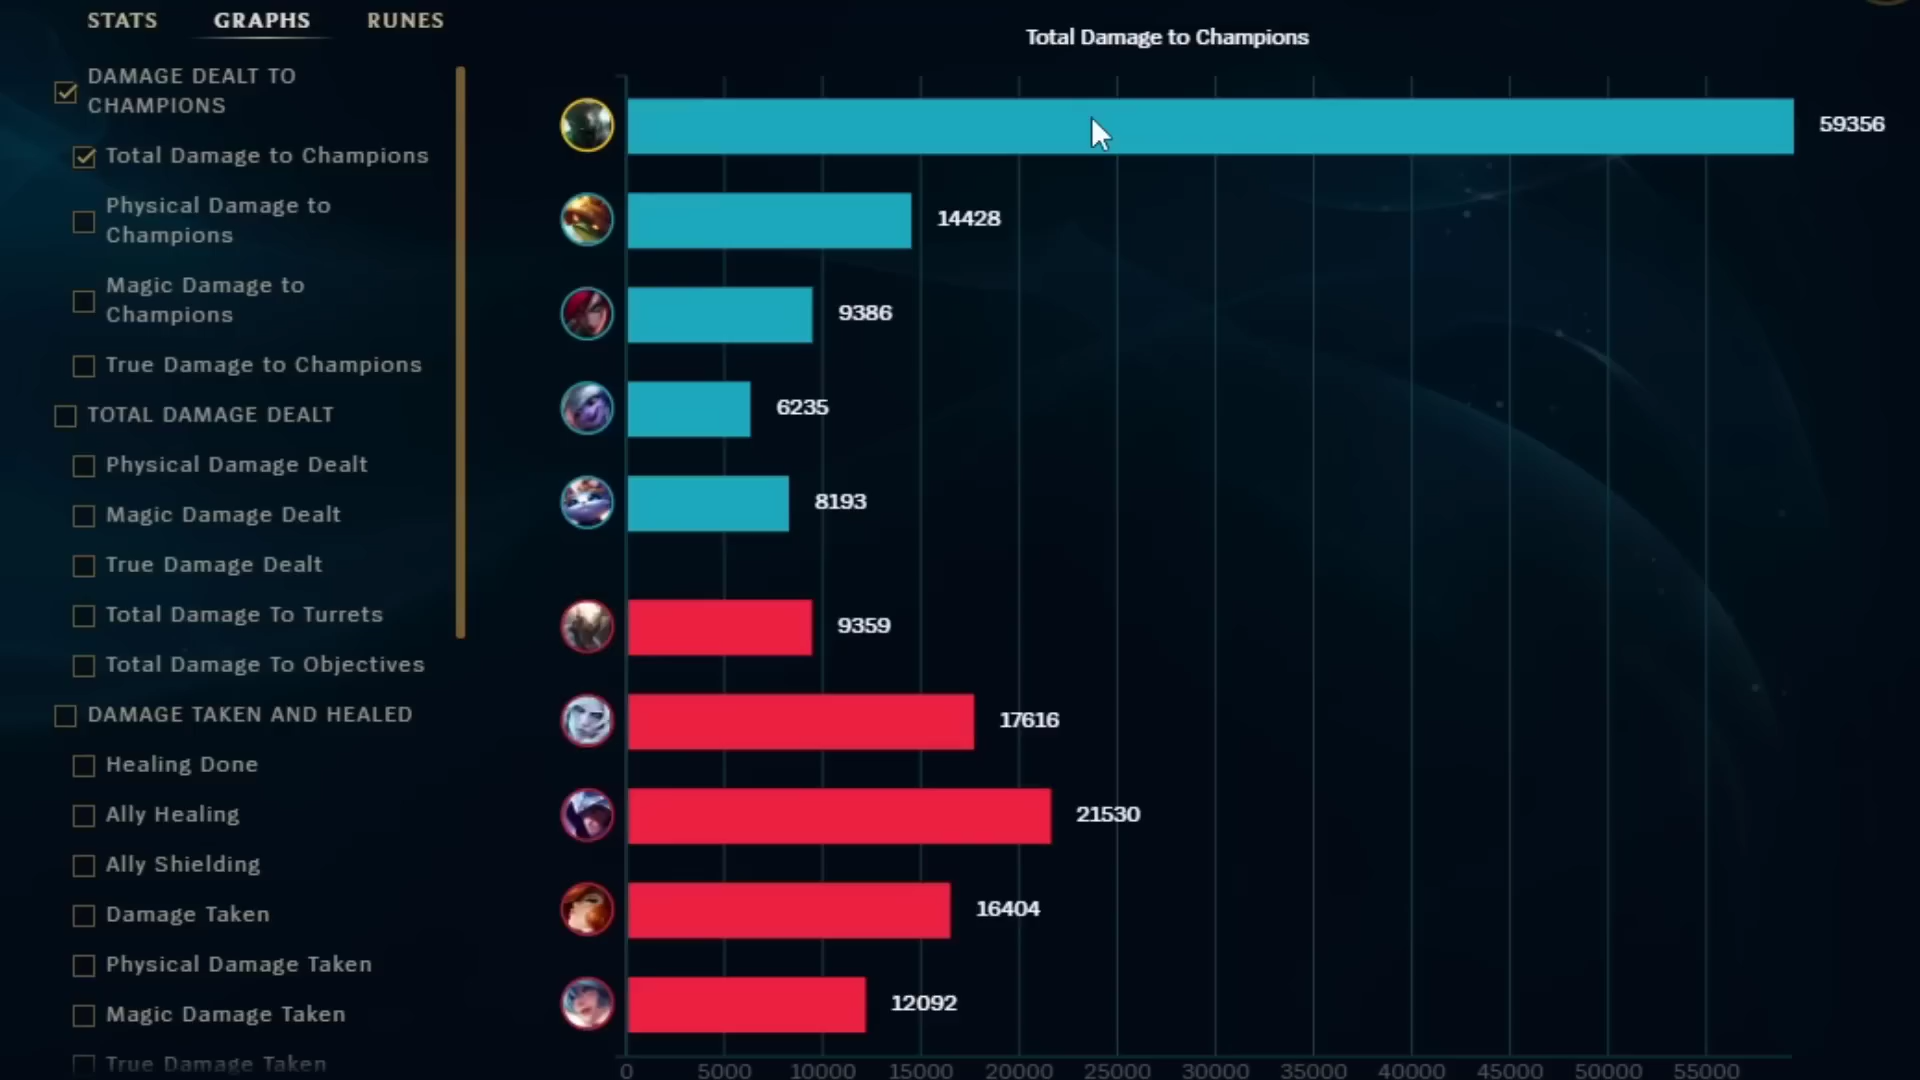 STATS GRAPHS RUNES
DAMAGE DEALT TO
CHAMPIONS
Total Damage to Champions
Physical Damage to
Champions
Magic Damage to
Champions
True Damage to Champions
TOTAL DAMAGE DEALT
Physical Damage Dealt
Magic Damage Dealt
True Damage Dealt
Total Damage To Turrets
Total Damage To Objectives
DAMAGE TAKEN AND HEALED
Healing Done
Ally Healing
Ally Shielding
Damage Taken
Physical Damage Taken
Magic Damage Taken
True Damage Taken
Total Damage to Champions
59356
14428
9386
6235
8193
9359
17616
21530
16404
12092
0 5000 10000 15000 20000 25000 30000 35000 40000 45000 50000 55000